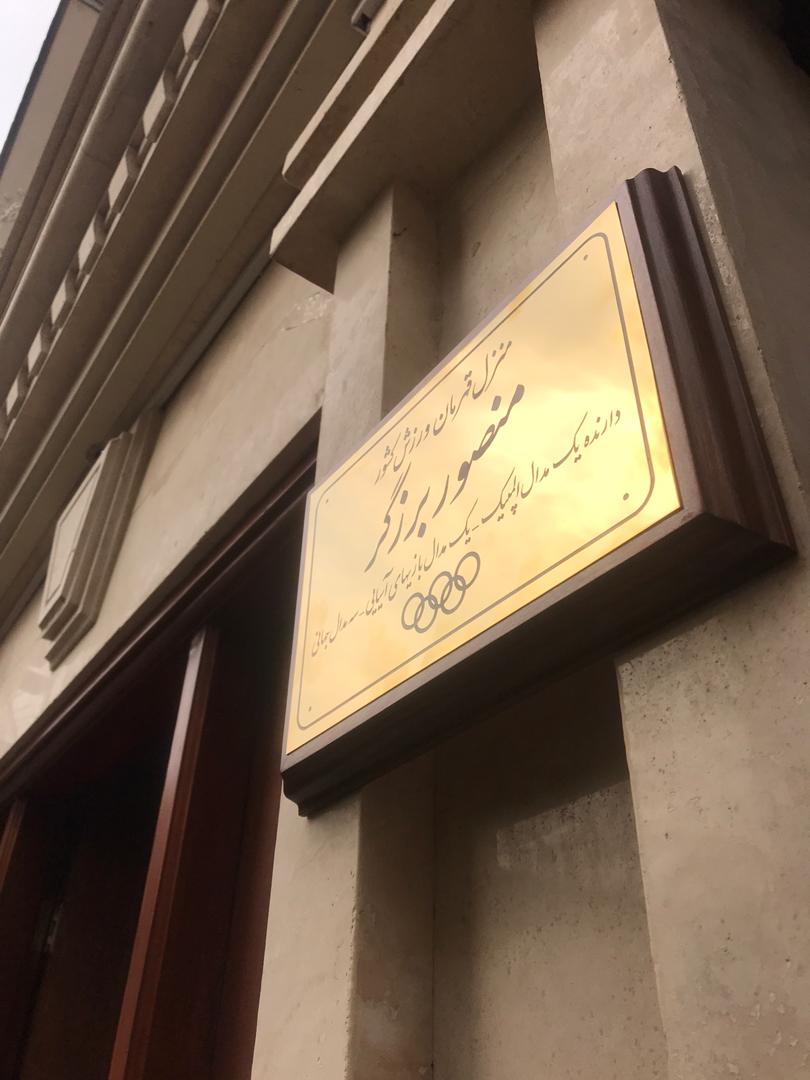 منزل قهرمان ورزش کشور
منصور برزگر
دارنده یک مدال المپیک - یک مدال بازیهای آسیایی - سه مدال جهانی